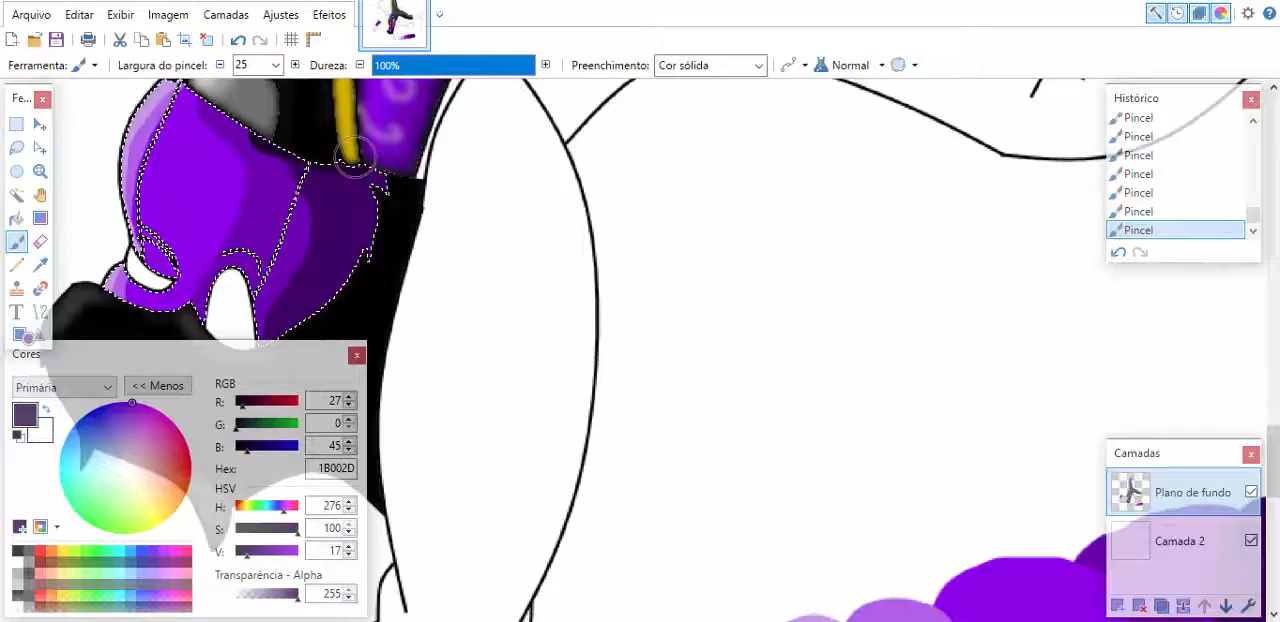 Arquivo Editar Exibir Imagem Camadas Ajustes Efeitos
Ferramenta: Largura do pincel: 25 Dureza: 100% Preenchimento: Cor sólida Normal
Fe...
Histórico
Pincel
Pincel
Pincel
Pincel
Pincel
Pincel
Pincel
Cores
Primária << Menos
RGB
R: 27
G: 0
B: 45
Hex: 1B002D
HSV
H: 276
S: 100
V: 17
Transparência - Alpha
255
Camadas
Plano de fundo
Camada 2